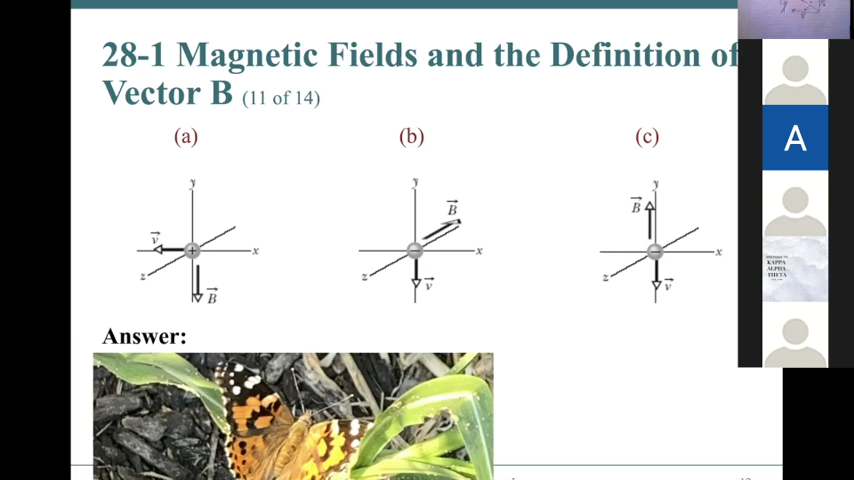 28-1 Magnetic Fields and the Definition of
Vector B (11 of 14)
(a)
(b)
(c)
y
x
z
v
B
+
y
x
z
B
v
−
y
x
z
B
v
−
Answer:
A
KAPPA
ALPHA
THETA